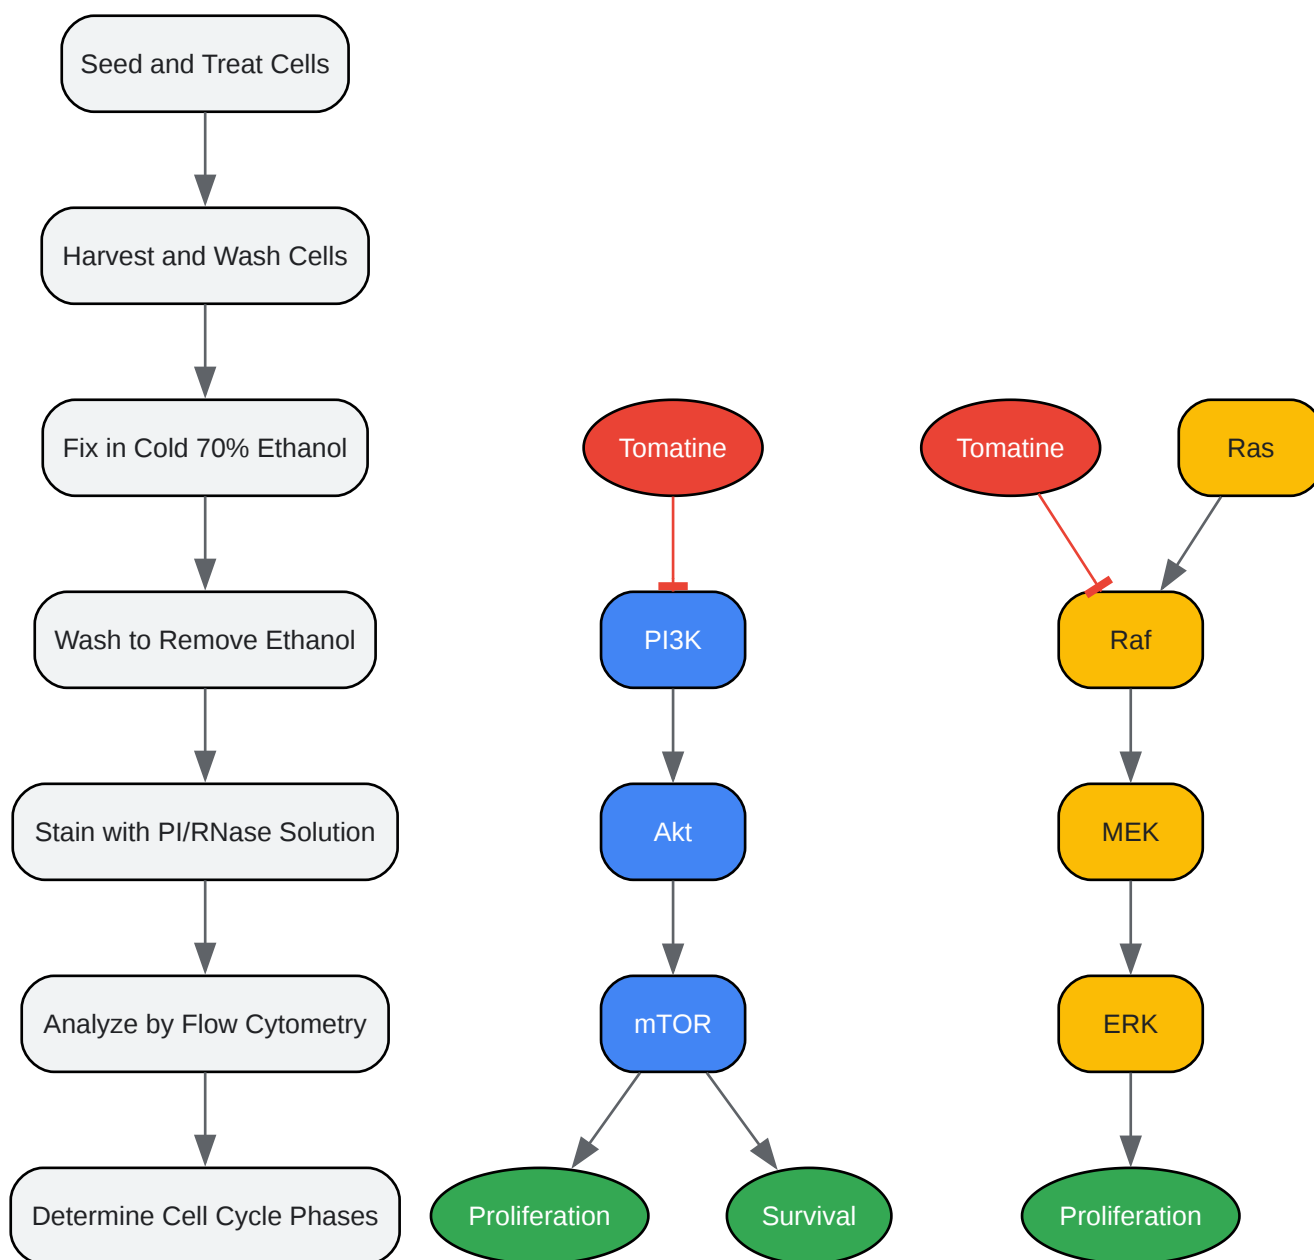 Seed and Treat Cells
Harvest and Wash Cells
Fix in Cold 70% Ethanol
Wash to Remove Ethanol
Stain with PI/RNase Solution
Analyze by Flow Cytometry
Determine Cell Cycle Phases
Tomatine
PI3K
Akt
mTOR
Proliferation
Survival
Tomatine
Ras
Raf
MEK
ERK
Proliferation